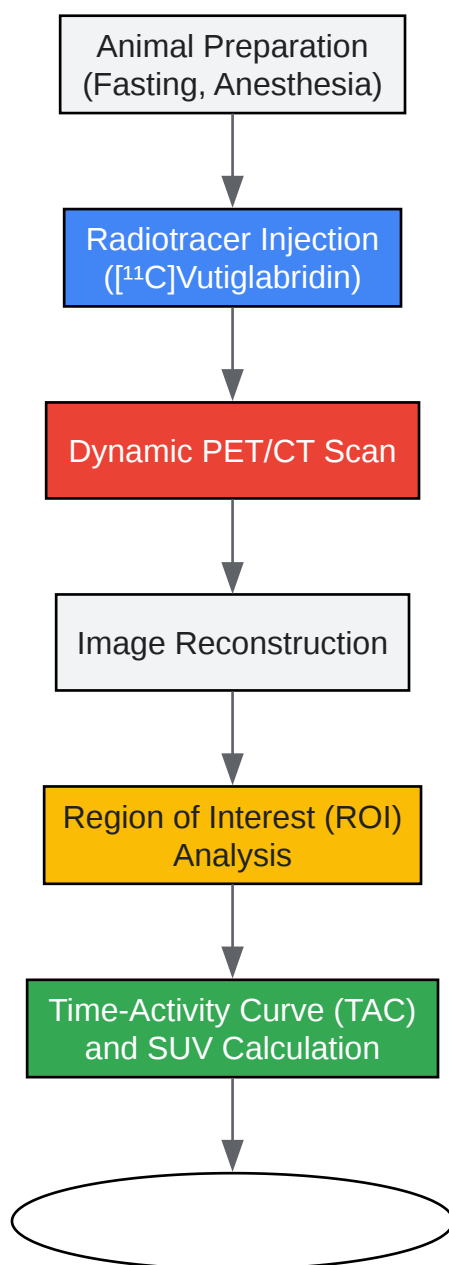 Animal Preparation
(Fasting, Anesthesia)
Radiotracer Injection
([¹¹C]Vutiglabridin)
Dynamic PET/CT Scan
Image Reconstruction
Region of Interest (ROI)
Analysis
Time-Activity Curve (TAC)
and SUV Calculation